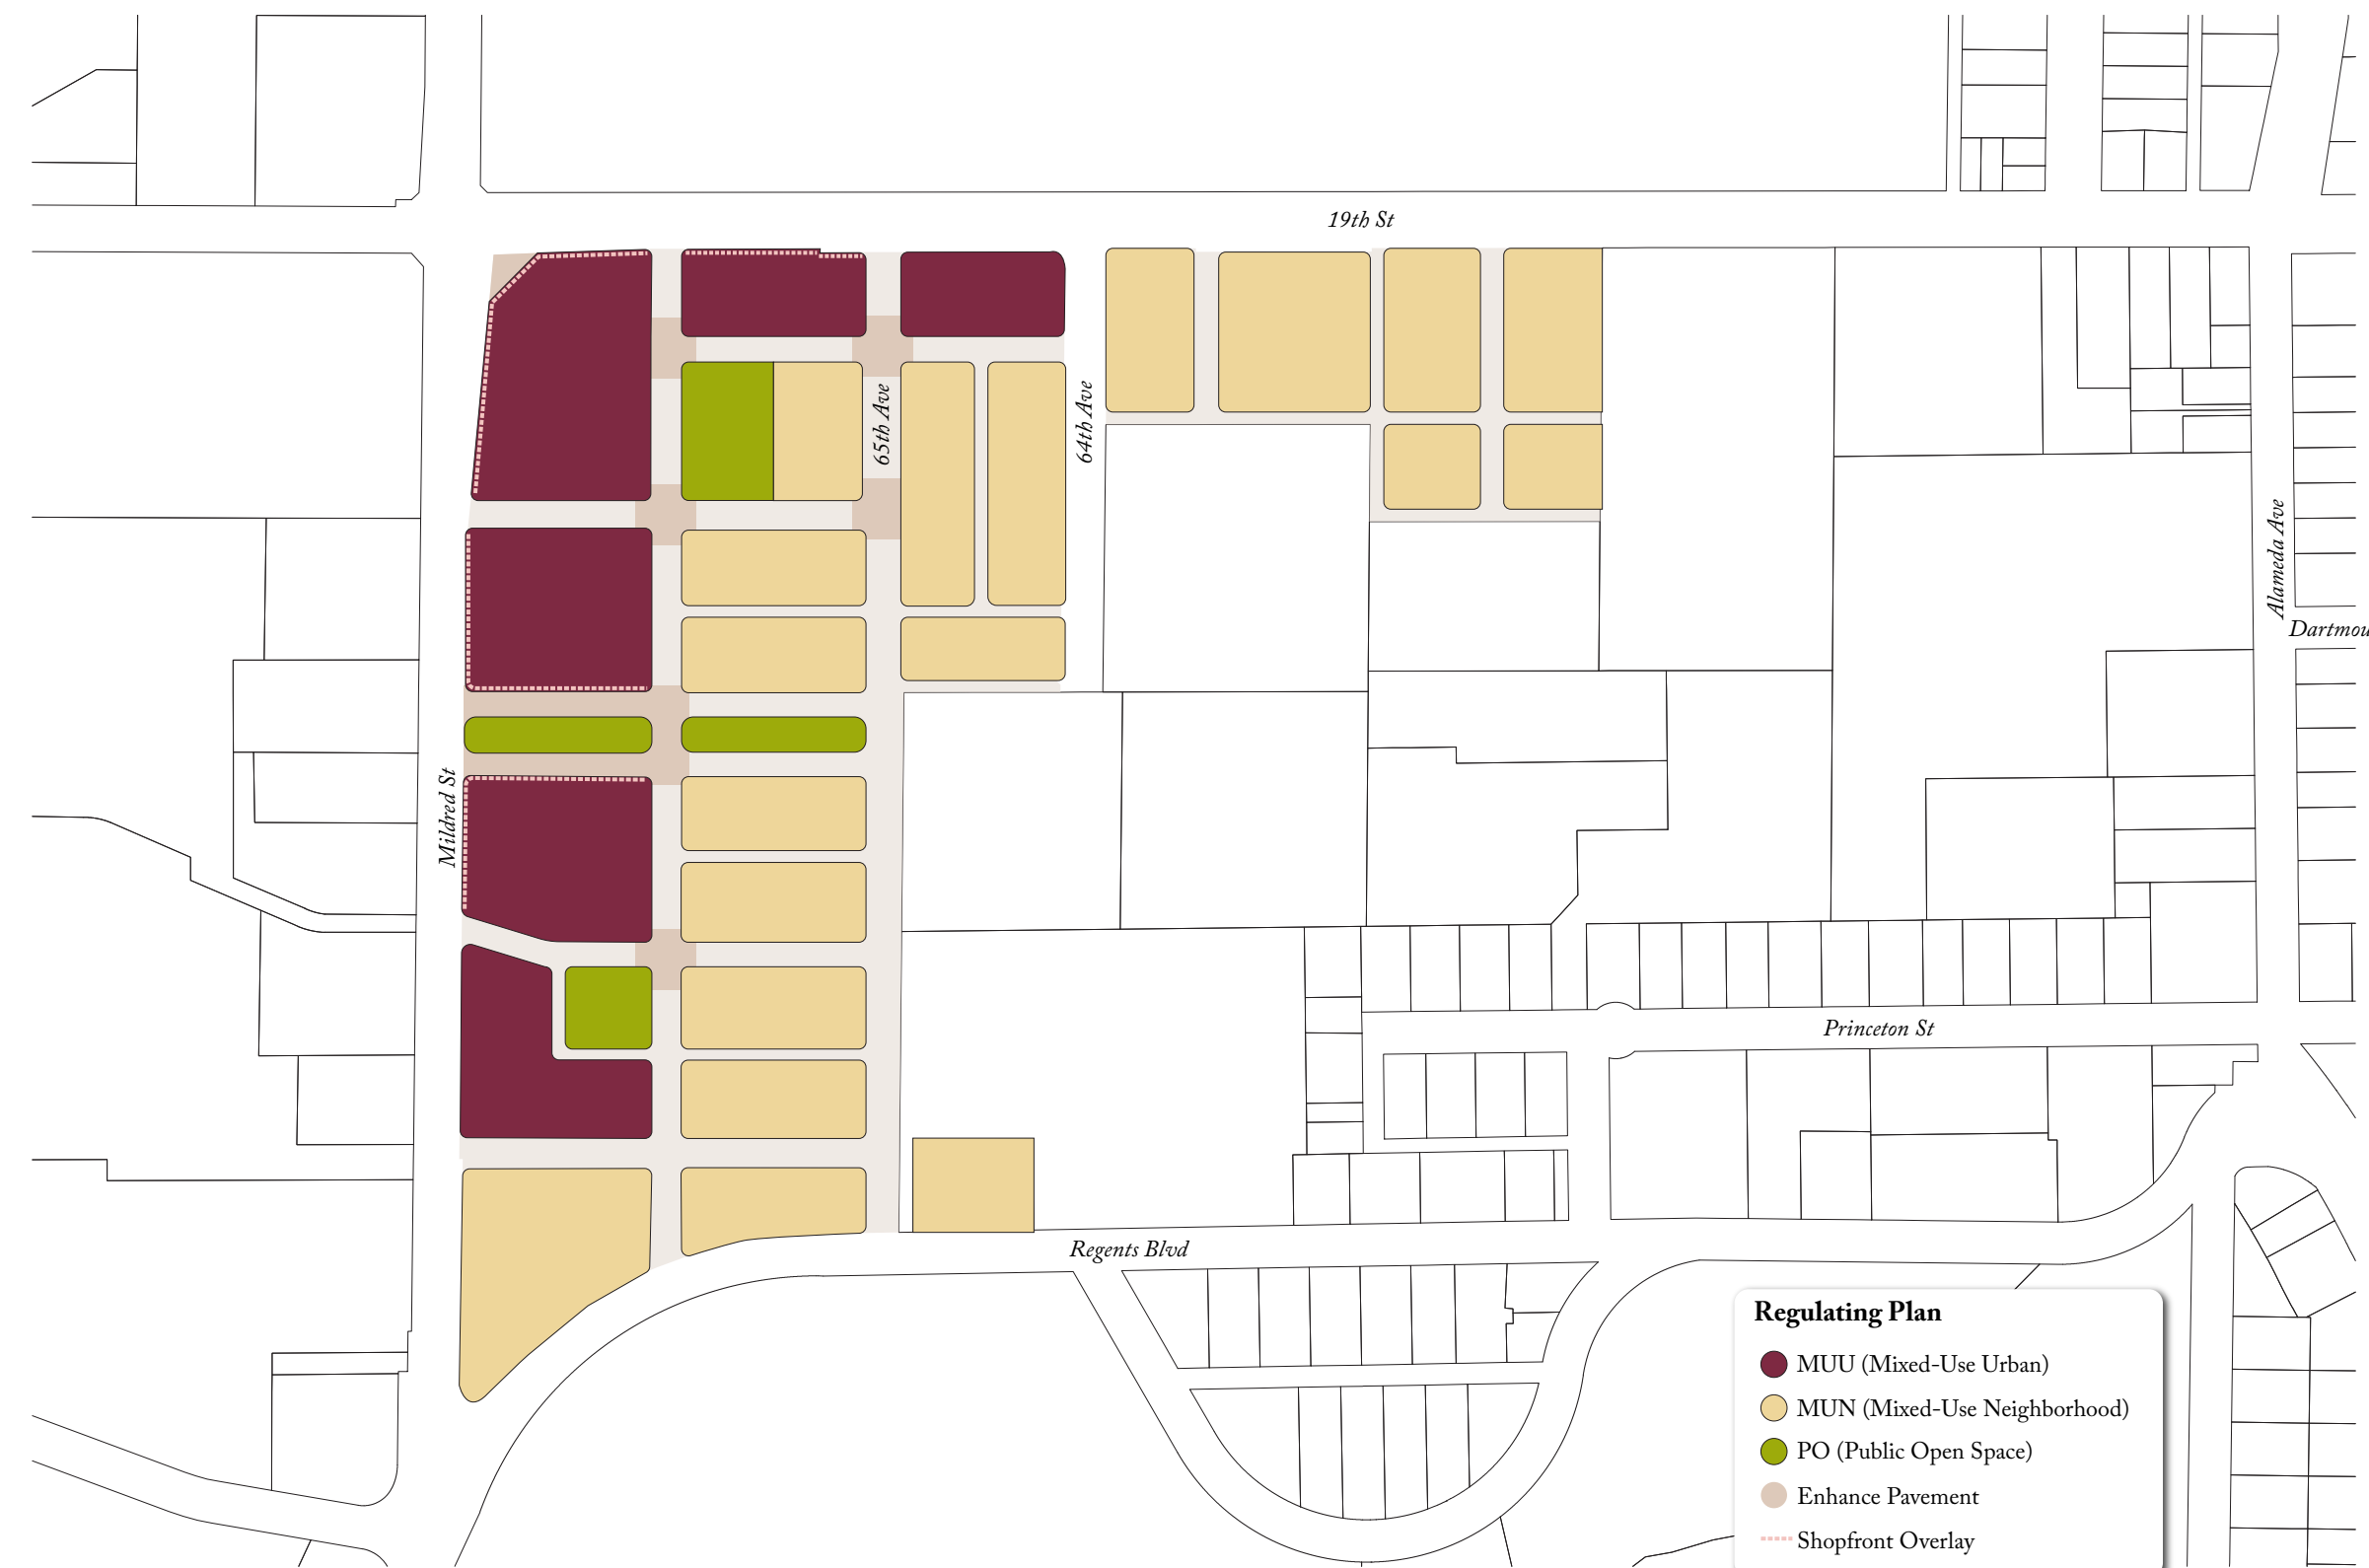 19th St
65th Ave
64th Ave
Alameda Ave
Dartmou
Mildred St
Princeton St
Regents Blvd
Regulating Plan
MUU (Mixed-Use Urban)
MUN (Mixed-Use Neighborhood)
PO (Public Open Space)
Enhance Pavement
Shopfront Overlay